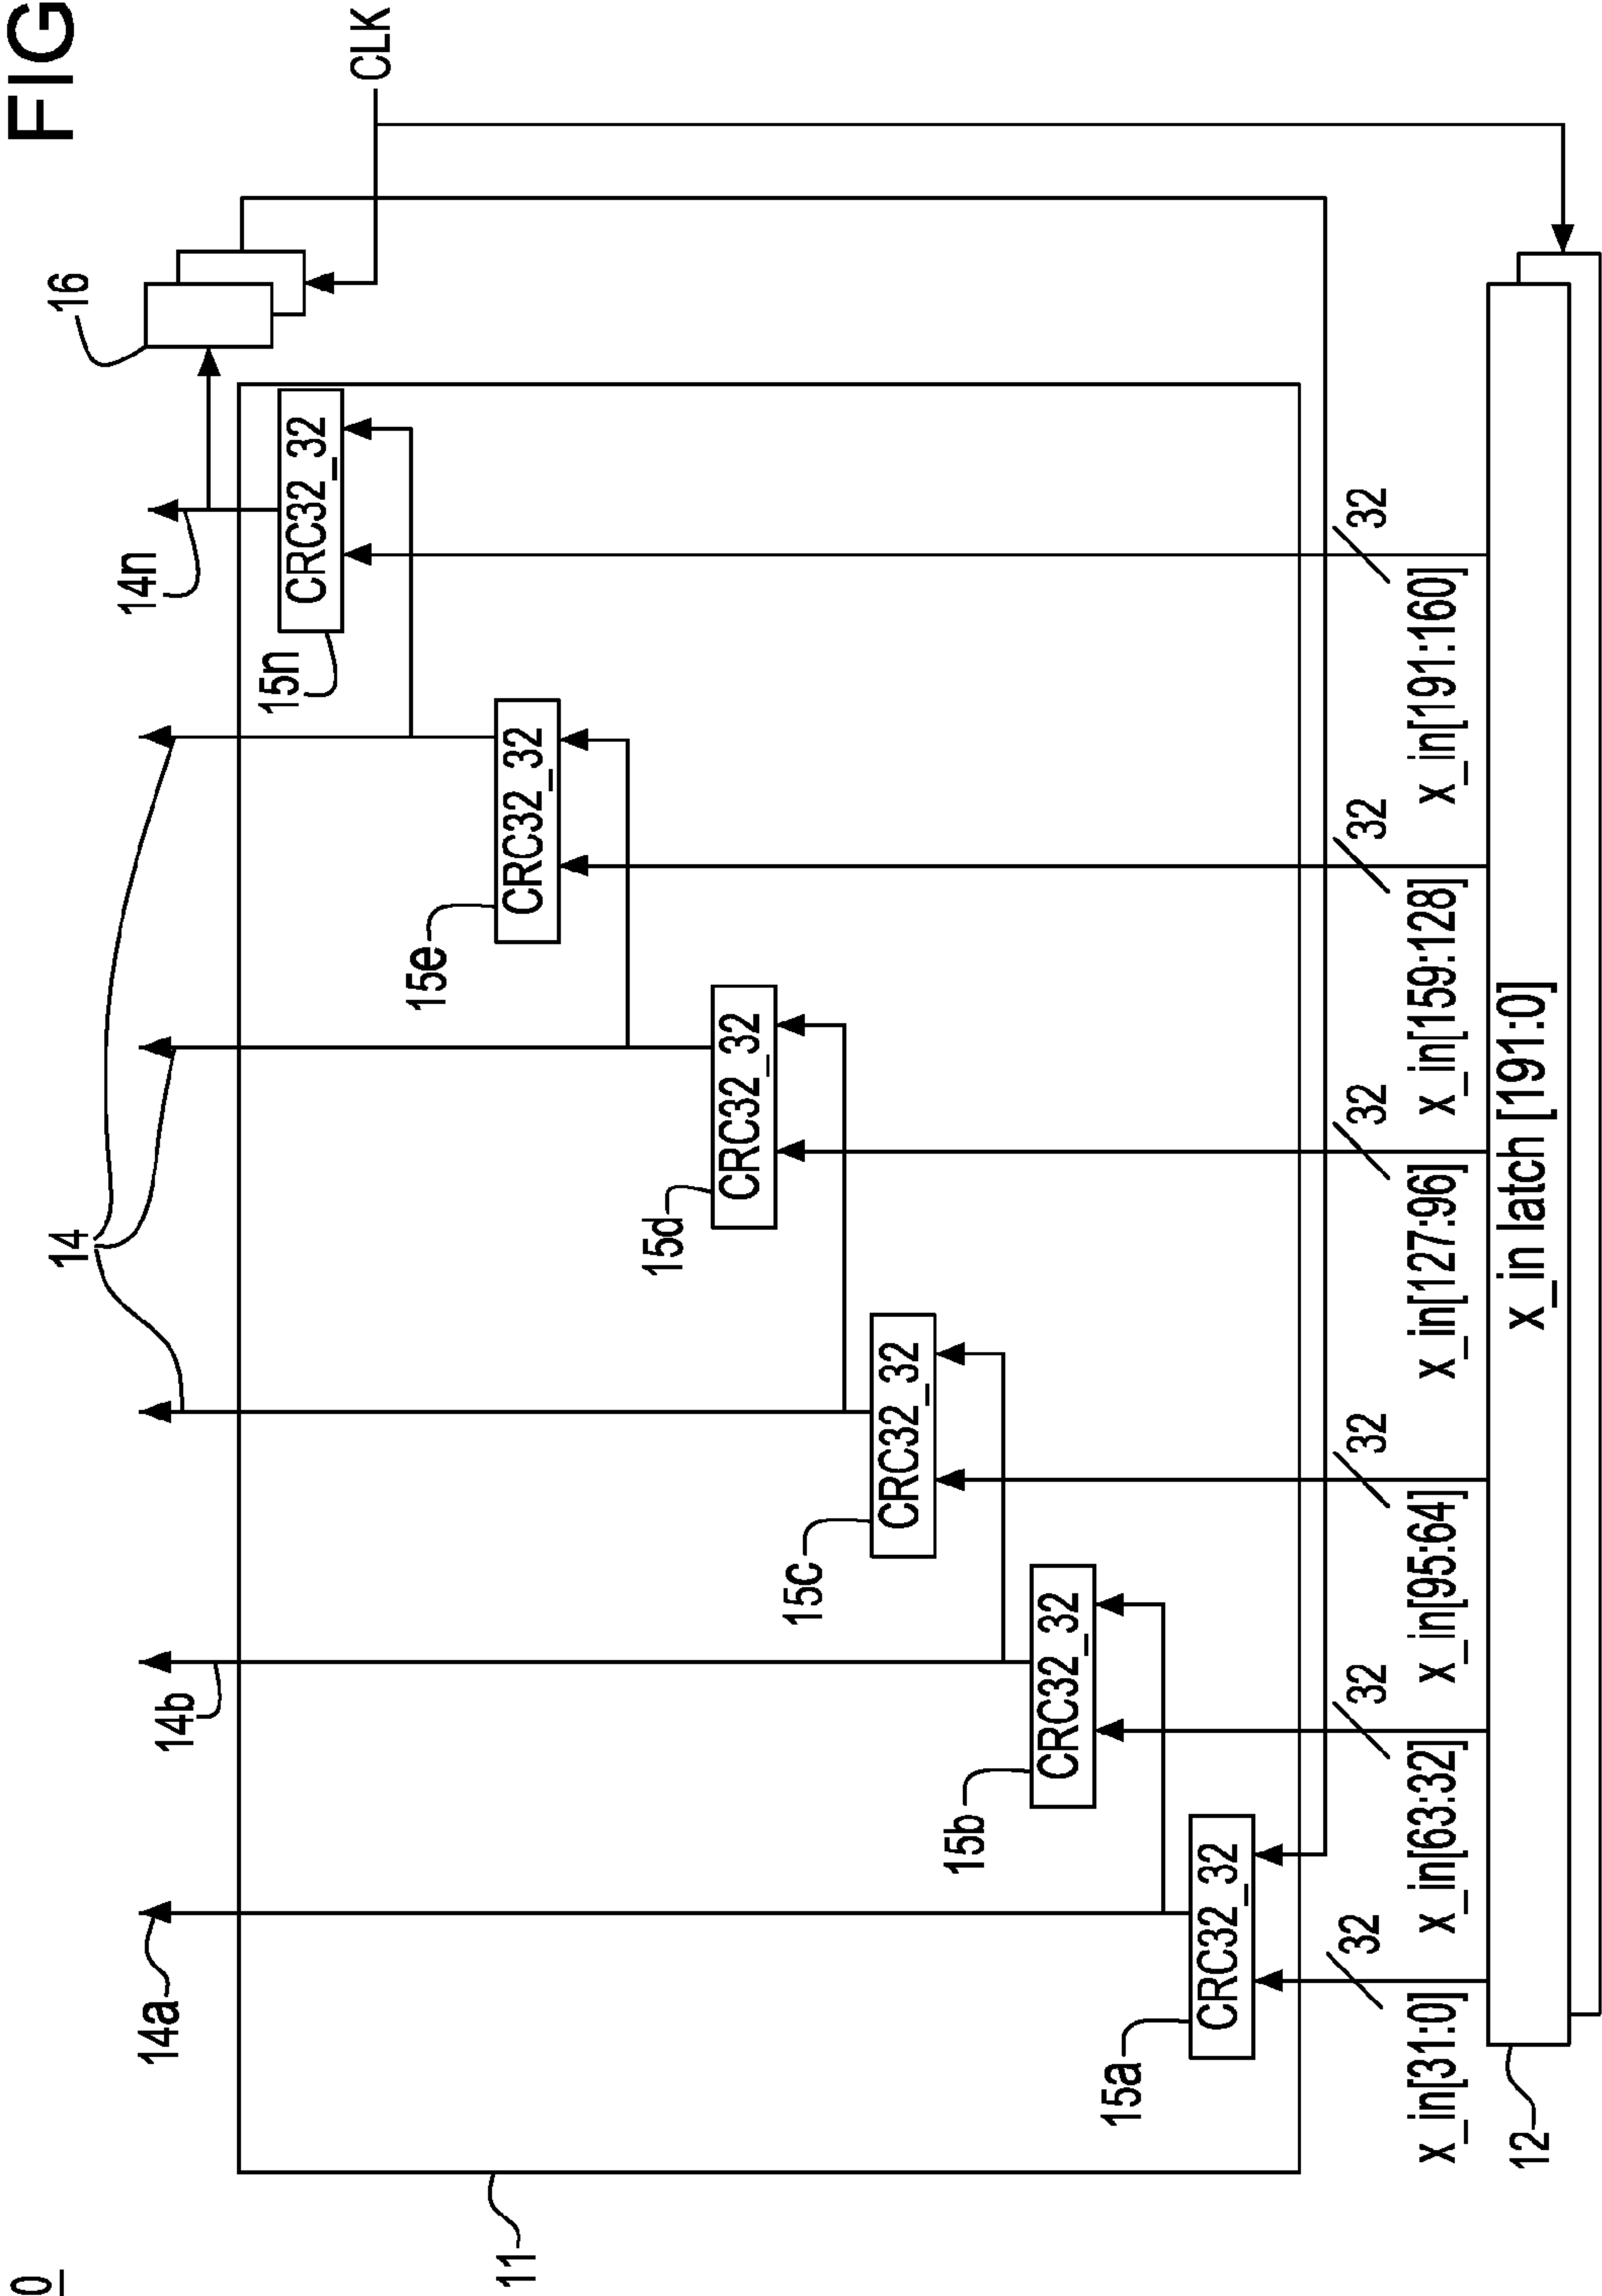 0
FIG
14
16
14a
14b
14n
15n
CRC32_32
CLK
15e
CRC32_32
11
15d
CRC32_32
15c
CRC32_32
15b
CRC32_32
15a
CRC32_32
32
32
32
32
32
32
x_in[31:0]
x_in[63:32]
x_in[95:64]
x_in[127:96]
x_in[159:128]
x_in[191:160]
12
x_in latch [191:0]